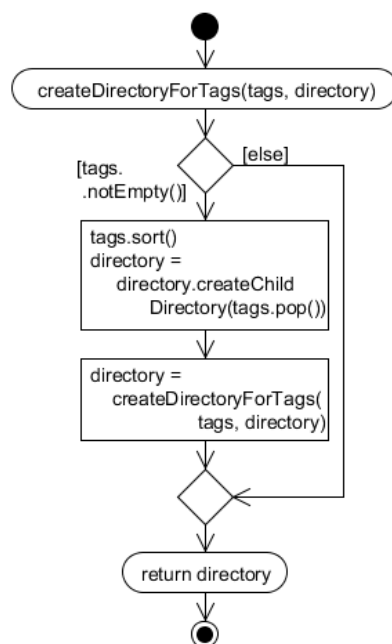 createDirectoryForTags(tags, directory)
[else]
[tags.
.notEmpty()]
tags.sort()
directory =
directory.createChild
Directory(tags.pop())
directory =
createDirectoryForTags(
tags, directory)
return directory